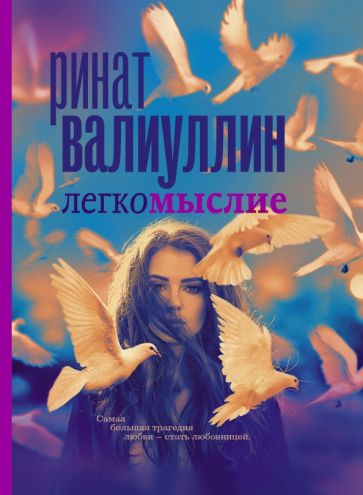 ринат
валиуллин
легкомыслие
Самая
большая трагедия
любви – стать любовницей.